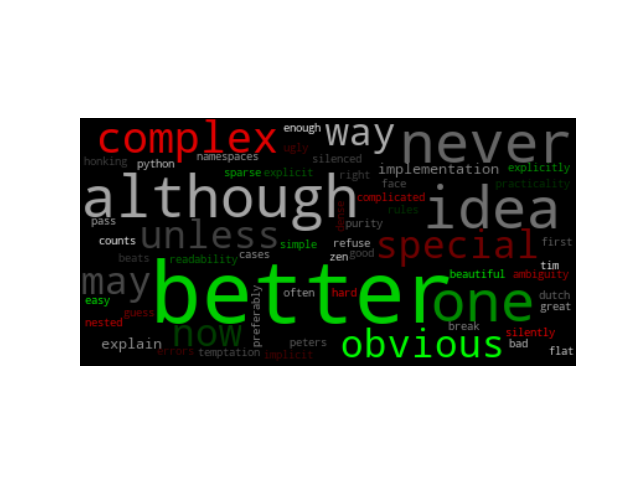 complex enough way never
ugly
honking python namespaces silenced
sparse explicit right implementation explicitly
face practicality
although complicated idea
dense rules
pass purity
counts unless simple refuse special first
beats readability cases zen good
tim
may better beautiful ambiguity
easy preferably often hard one dutch
great
nested guess now break silently
explain obvious bad
errors temptation implicit peters flat